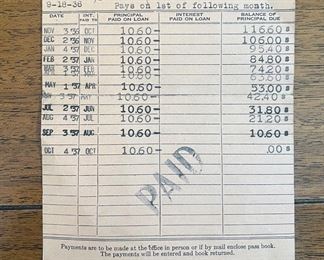 9-18-36 Pays on 1st of following month.
DATE INT. PAID TO PRINCIPAL PAID ON LOAN INTEREST PAID ON LOAN BALANCE OF PRINCIPAL DUE
NOV 3 '36 OCT 10.60— 116.60 s
DEC 2 '36 NOV 10.60— 106.00 s
JAN 4 '37 10.60— 95.40 s
FEB 2 '37 JAN 10.60— 84.80 s
MAR 3 '37 FEB 10.60— 74.20 s
10.60— 63.60 s
MAY 1 '37 APR 10.60— 53.00 s
'37 MAY 10.60— 42.40 s
JUL 2 '37 JUN 10.60— 31.80 s
AUG 4 '37 JUL 10.60— 21.20 s
SEP 3 '37 AUG 10.60— 10.60 s
OCT 4 '37 OCT 10.60— .00 s
PAID
Payments are to be made at the office in person or if by mail enclose pass book.
The payments will be entered and book returned.